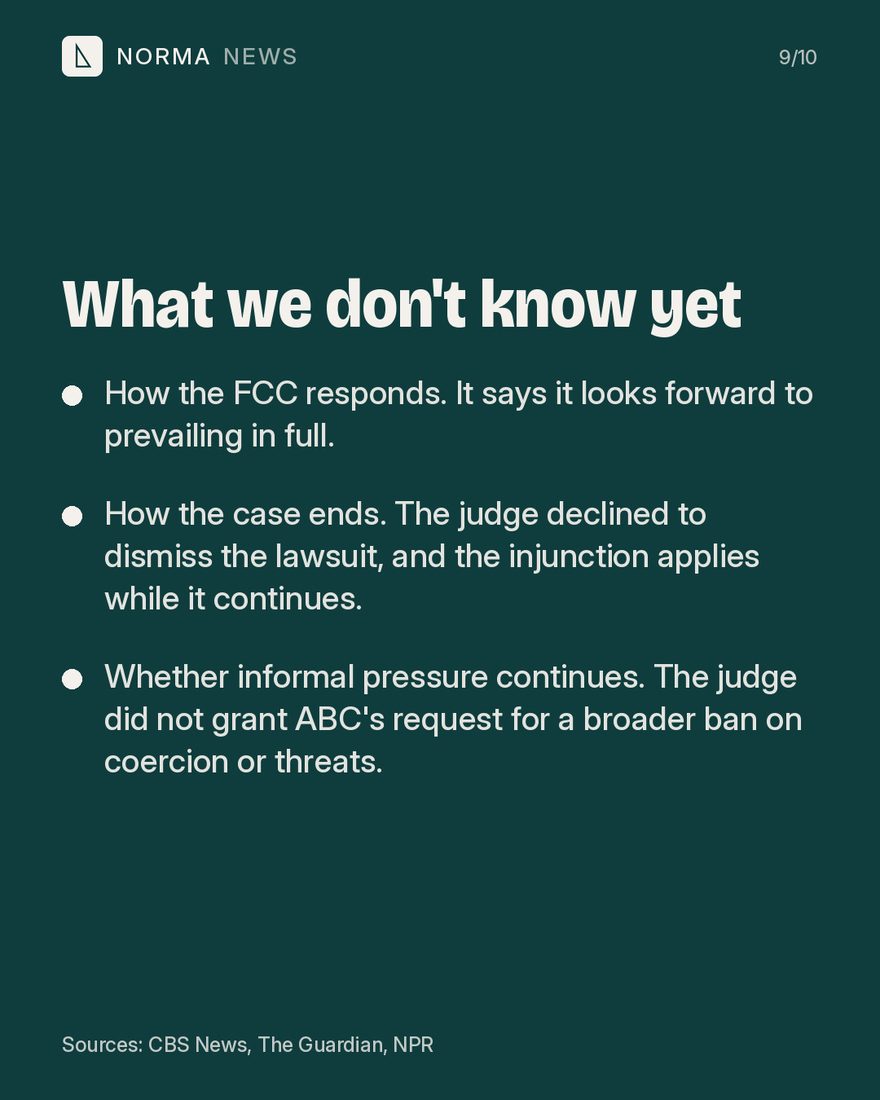 NORMA NEWS
9/10
What we don't know yet
How the FCC responds. It says it looks forward to
prevailing in full.
How the case ends. The judge declined to
dismiss the lawsuit, and the injunction applies
while it continues.
Whether informal pressure continues. The judge
did not grant ABC's request for a broader ban on
coercion or threats.
Sources: CBS News, The Guardian, NPR